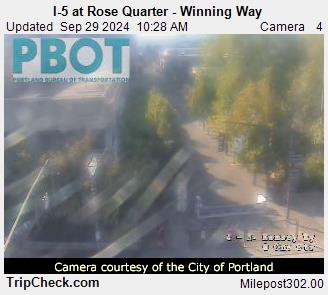 I-5 at Rose Quarter - Winning Way
Updated Sep 29 2024 10:28 AM Camera 4
PBOT
PORTLAND BUREAU OF TRANSPORTATION
Camera courtesy of the City of Portland
TripCheck.com Milepost302.00